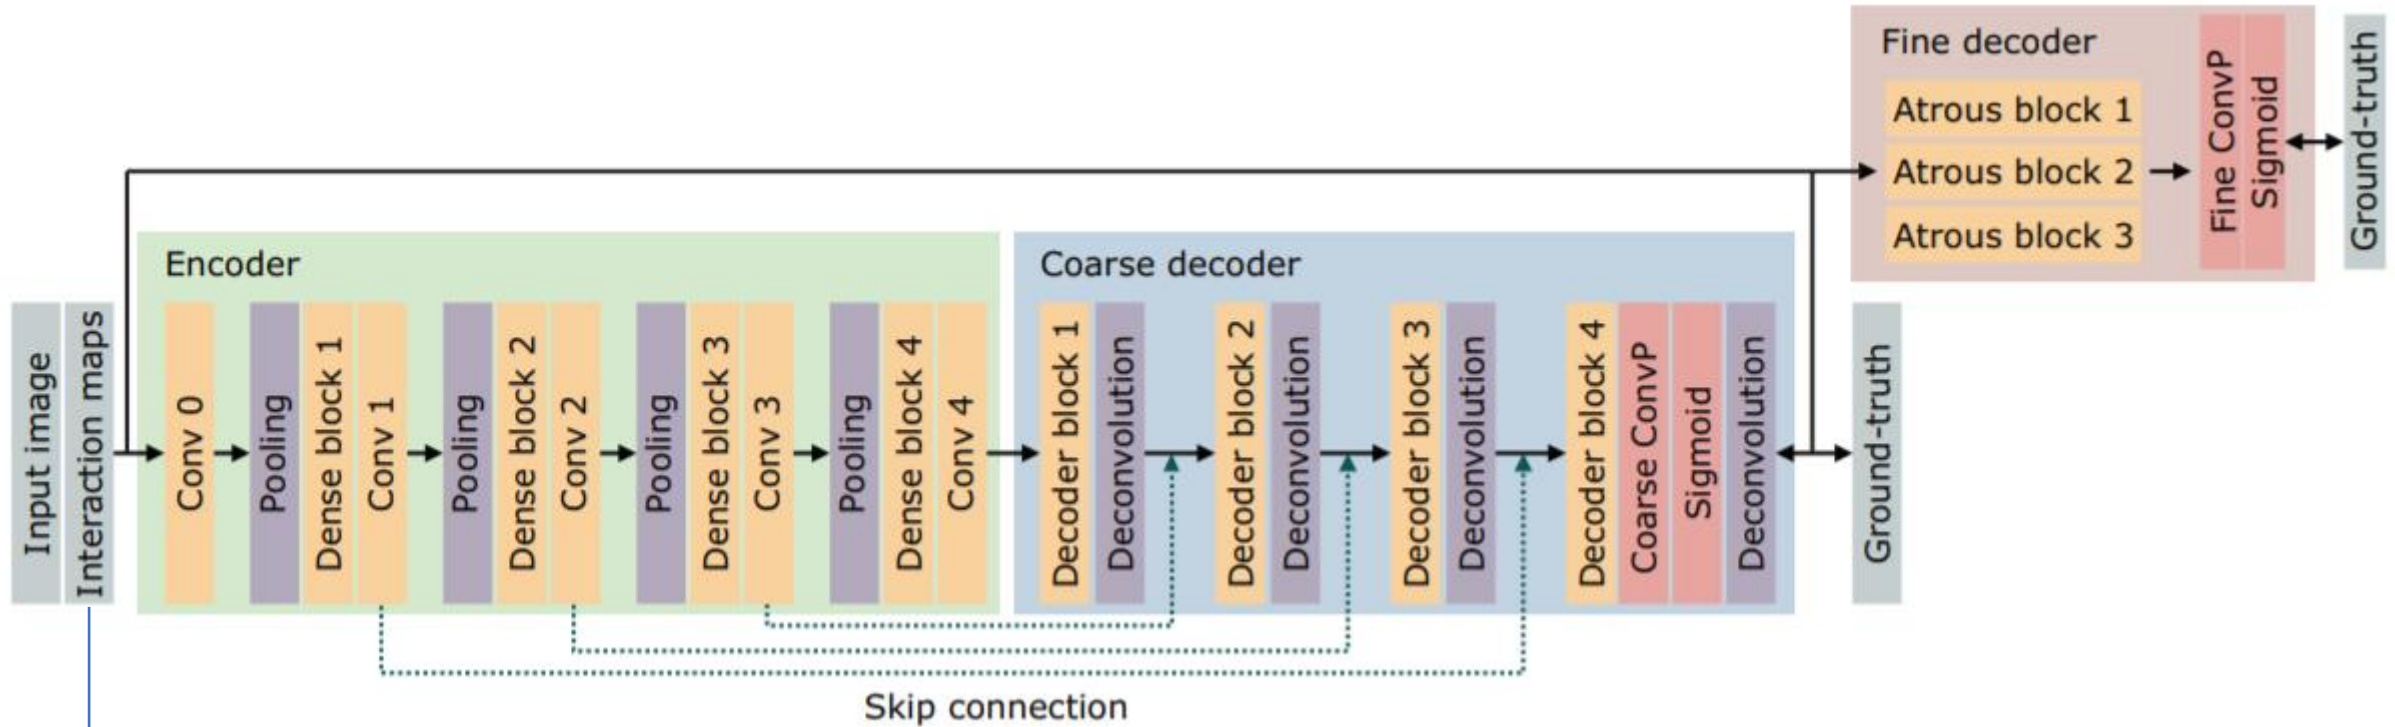 Fine decoder
Atrous block 1
Atrous block 2
Atrous block 3
Fine ConvP
Sigmoid
Ground-truth
Input image
Interaction maps
Encoder
Conv 0
Pooling
Dense block 1
Conv 1
Pooling
Dense block 2
Conv 2
Pooling
Dense block 3
Conv 3
Pooling
Dense block 4
Conv 4
Coarse decoder
Decoder block 1
Deconvolution
Decoder block 2
Deconvolution
Decoder block 3
Deconvolution
Decoder block 4
Coarse ConvP
Sigmoid
Deconvolution
Ground-truth
Skip connection